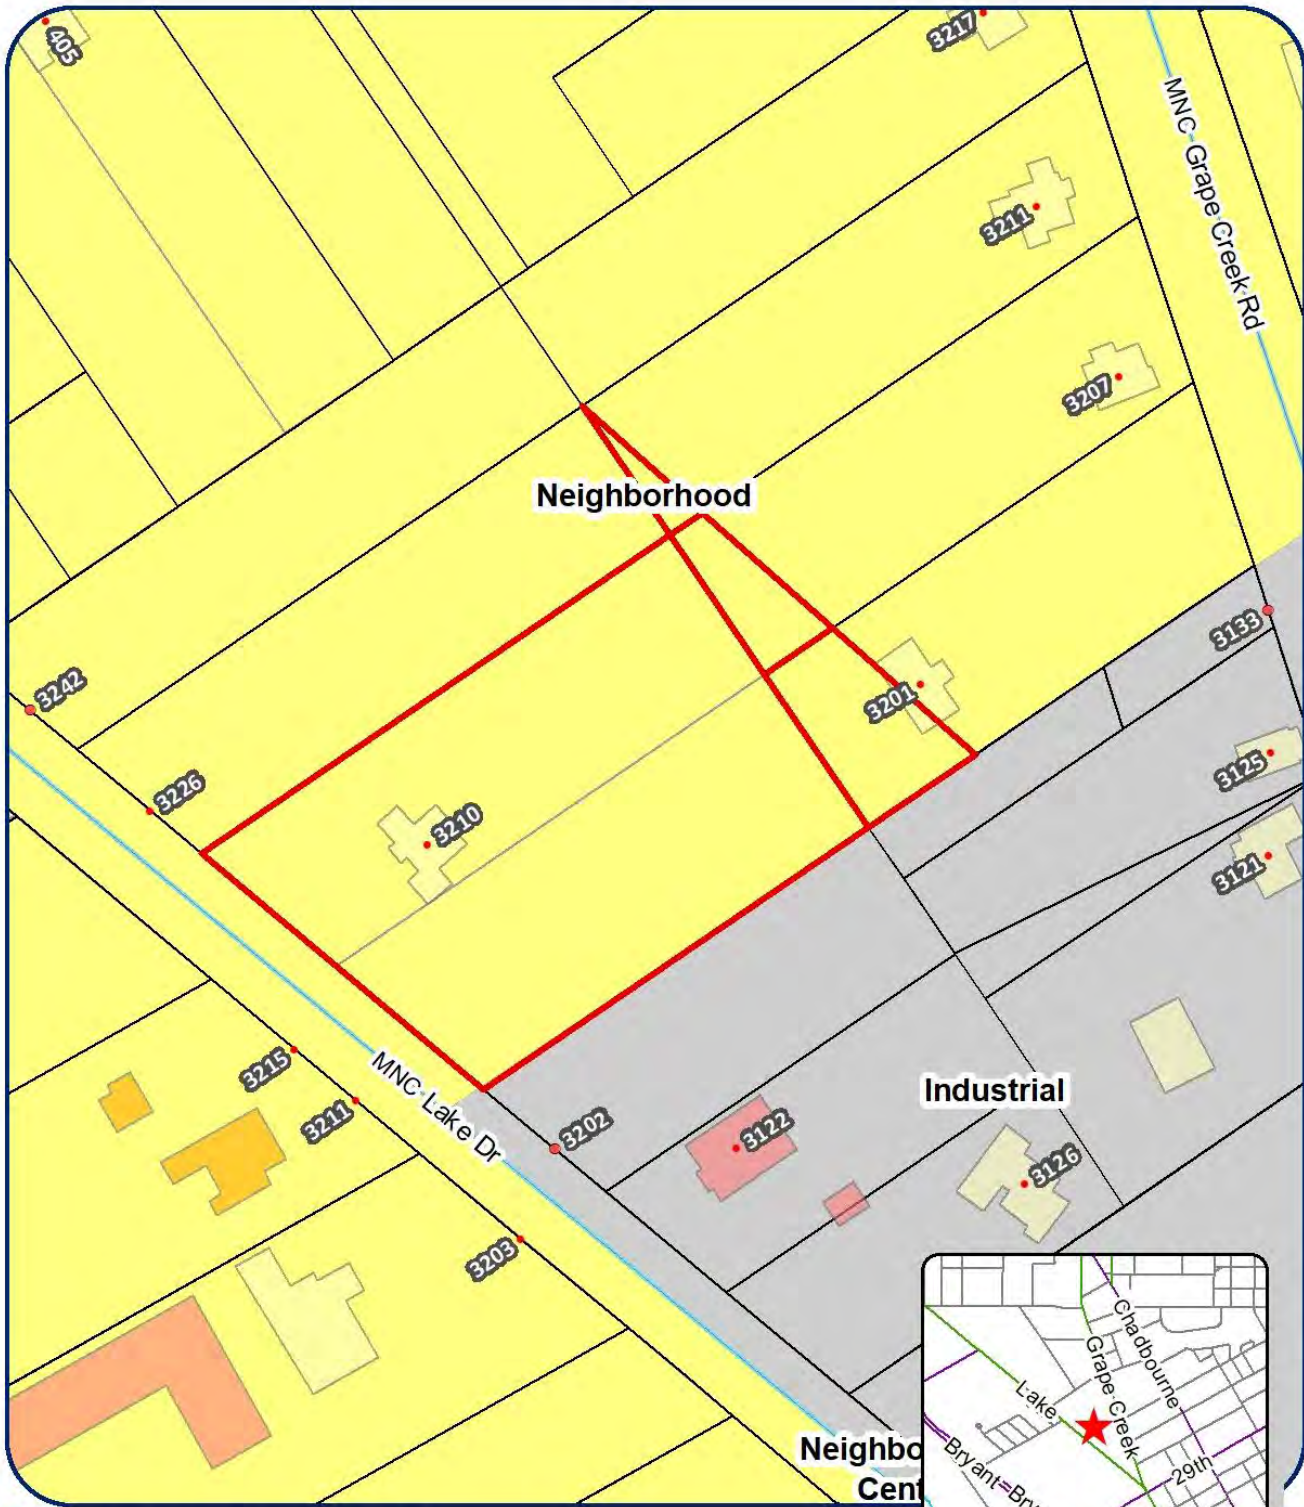 405
3217
MNC Grape Creek Rd
3211
3207
Neighborhood
3133
3201
3242
3226
3125
3210
3121
3215
MNC Lake Dr
3211
Industrial
3202
3122
3126
3203
Chadbourne
Grape Creek
Lake
Neighbo
Cent
Bryant
Bry
29th